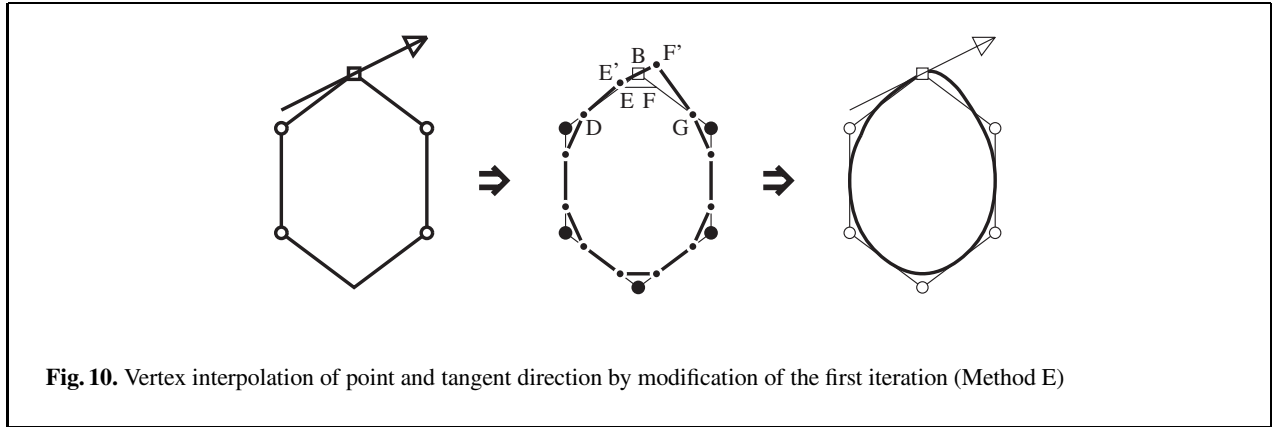 B F'
E'
E F
D G
Fig. 10. Vertex interpolation of point and tangent direction by modification of the first iteration (Method E)